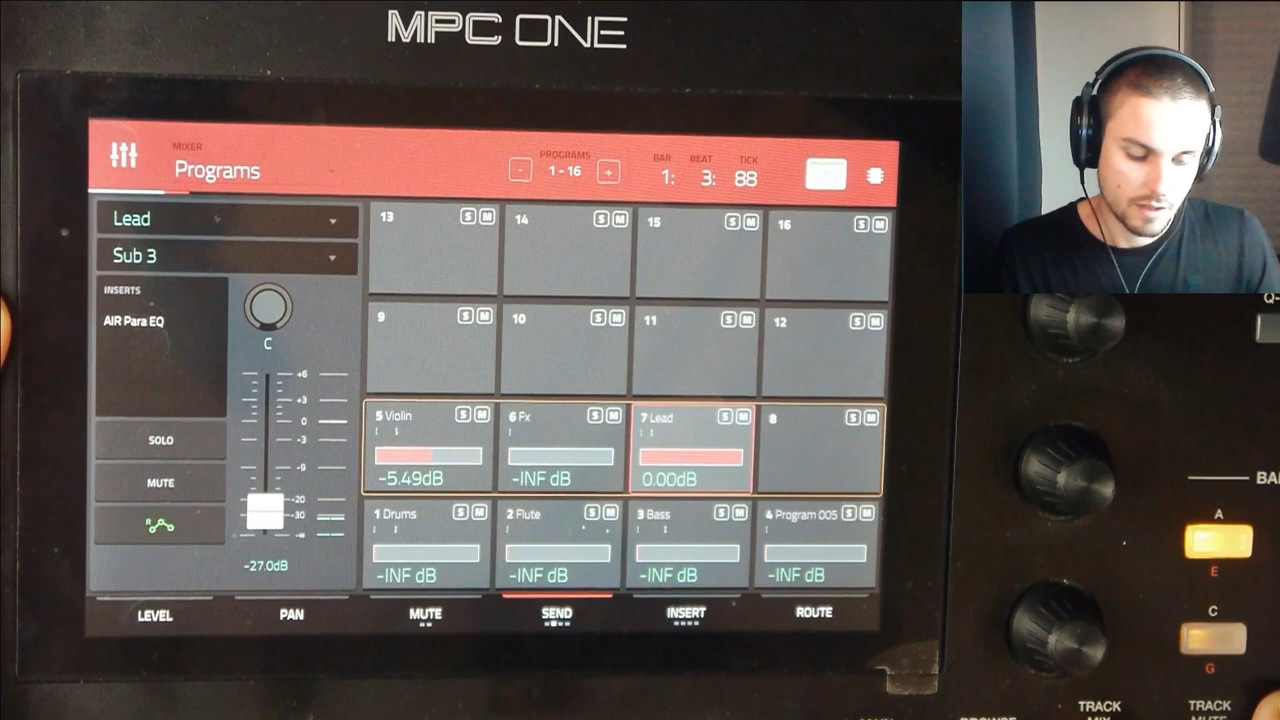 MPC ONE
MIXER
Programs
PROGRAMS
- 1 - 16 +
BAR BEAT TICK
1: 3: 88
Lead
Sub 3
INSERTS
AIR Para EQ
C
+6
+3
0
-3
-9
-20
-30
-∞
SOLO
MUTE
R
-27.0dB
13 S M
14 S M
15 S M
16 S M
9 S M
10 S M
11 S M
12 S M
5 Violin S M
-5.49dB
6 Fx S M
-INF dB
7 Lead S M
0.00dB
8 S M
1 Drums S M
-INF dB
2 Flute S M
-INF dB
3 Bass S M
-INF dB
4 Program 005 S M
-INF dB
LEVEL PAN MUTE SEND INSERT ROUTE
A
E
C
G
TRACK
MIX
TRACK
MUTE